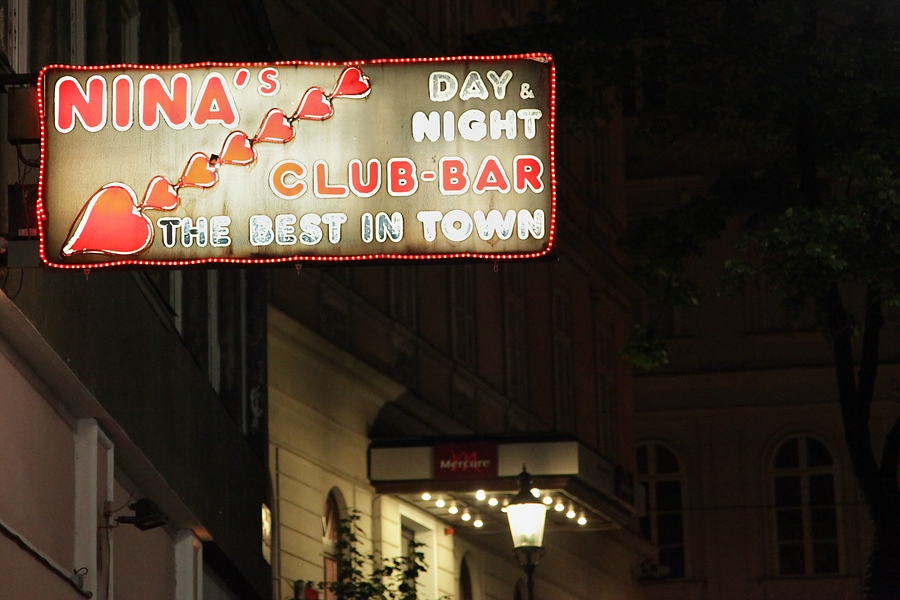 NINA'S
DAY &
NIGHT
CLUB-BAR
THE BEST IN TOWN
Mercure